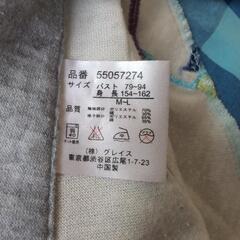 品番 55057274
サイズ バスト 79~94
身長 154~162
M~L
ポリエステル
ポリエステル
(株) グレイス
東京都渋谷区広尾1-7-23
中国製